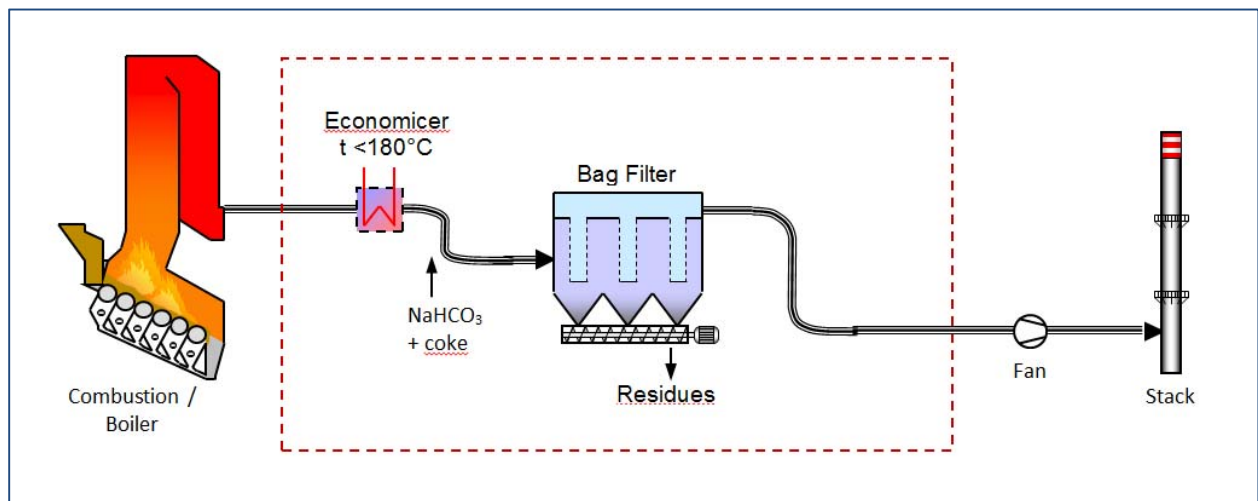 Economicer
t <180°C
Bag Filter
NaHCO₃
+ coke
Residues
Combustion /
Boiler
Fan
Stack